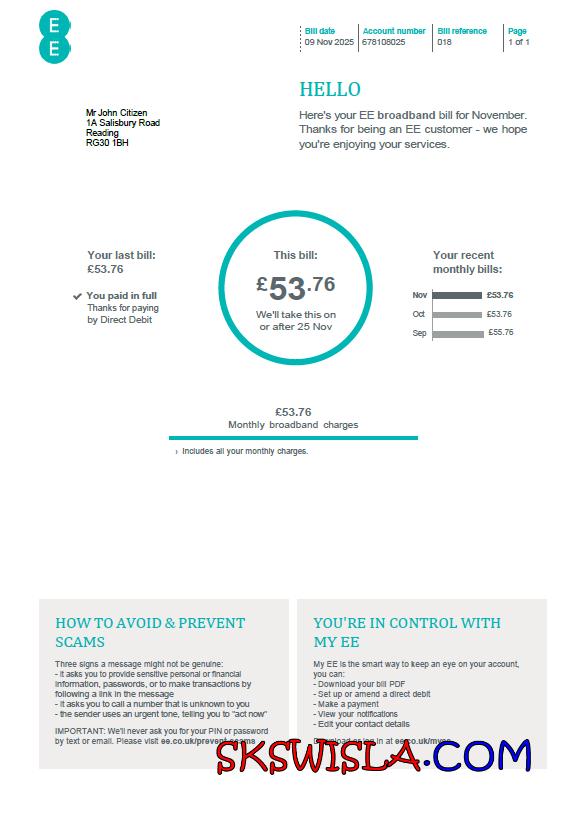 E
E
Bill date
09 Nov 2025
Account number
678108025
Bill reference
018
Page
1 of 1
HELLO
Here's your EE broadband bill for November.
Thanks for being an EE customer - we hope
you're enjoying your services.
Mr John Citizen
1A Salisbury Road
Reading
RG30 1BH
Your last bill:
£53.76
You paid in full
Thanks for paying
by Direct Debit
This bill:
£53.76
We'll take this on
or after 25 Nov
Your recent
monthly bills:
Nov £53.76
Oct £53.76
Sep £55.76
£53.76
Monthly broadband charges
› Includes all your monthly charges.
HOW TO AVOID & PREVENT
SCAMS
Three signs a message might not be genuine:
- it asks you to provide sensitive personal or financial
information, passwords, or to make transactions by
following a link in the message
- it asks you to call a number that is unknown to you
- the sender uses an urgent tone, telling you to "act now"
IMPORTANT: We'll never ask you for your PIN or password
by text or email. Please visit ee.co.uk/prevent-scams
YOU'RE IN CONTROL WITH
MY EE
My EE is the smart way to keep an eye on your account,
you can:
- Download your bill PDF
- Set up or amend a direct debit
- Make a payment
- View your notifications
- Edit your contact details
log in at ee.co.uk/myee
SKSWISLA.COM